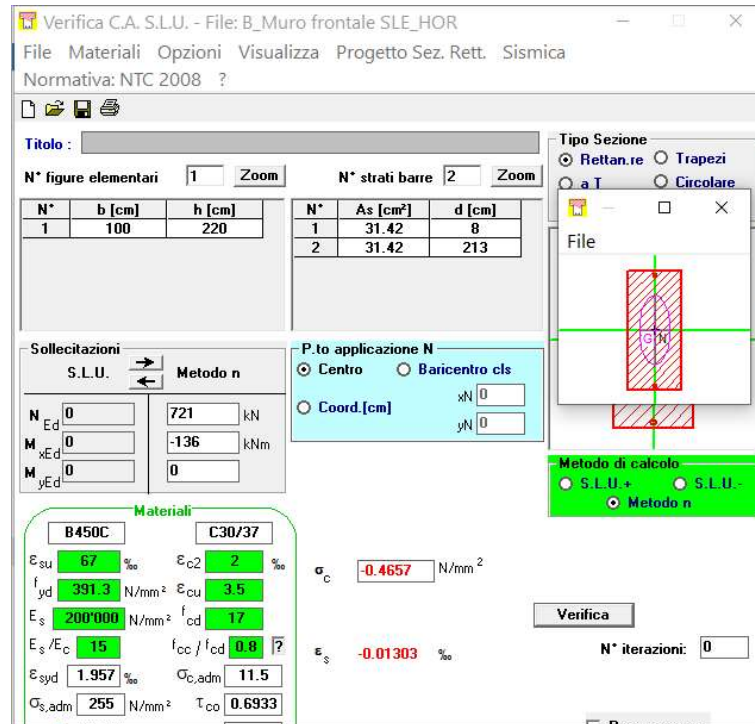 Verifica C.A. S.L.U. - File: B_Muro frontale SLE_HOR
File Materiali Opzioni Visualizza Progetto Sez. Rett. Sismica
Normativa: NTC 2008 ?
Titolo :
N° figure elementari 1 Zoom
N° strati barre 2 Zoom
N° b [cm] h [cm]
1 100 220
N° As [cm²] d [cm]
1 31.42 8
2 31.42 213
Tipo Sezione
Rettan.re Trapezi
a T Circolare
File
G N
Sollecitazioni
S.L.U. Metodo n
N Ed 0 721 kN
M xEd 0 -136 kNm
M yEd 0 0
P.to applicazione N
Centro Baricentro cls
Coord.[cm] xN 0
yN 0
Metodo di calcolo
S.L.U.+ S.L.U.-
Metodo n
Materiali
B450C C30/37
εsu 67 ‰ εc2 2 ‰
fyd 391.3 N/mm² εcu 3.5
Es 200'000 N/mm² fcd 17
Es/Ec 15 fcc / fcd 0.8 ?
εsyd 1.957 ‰ σc,adm 11.5
σs,adm 255 N/mm² τco 0.6933
σc -0.4657 N/mm²
εs -0.01303 ‰
Verifica
N° iterazioni: 0